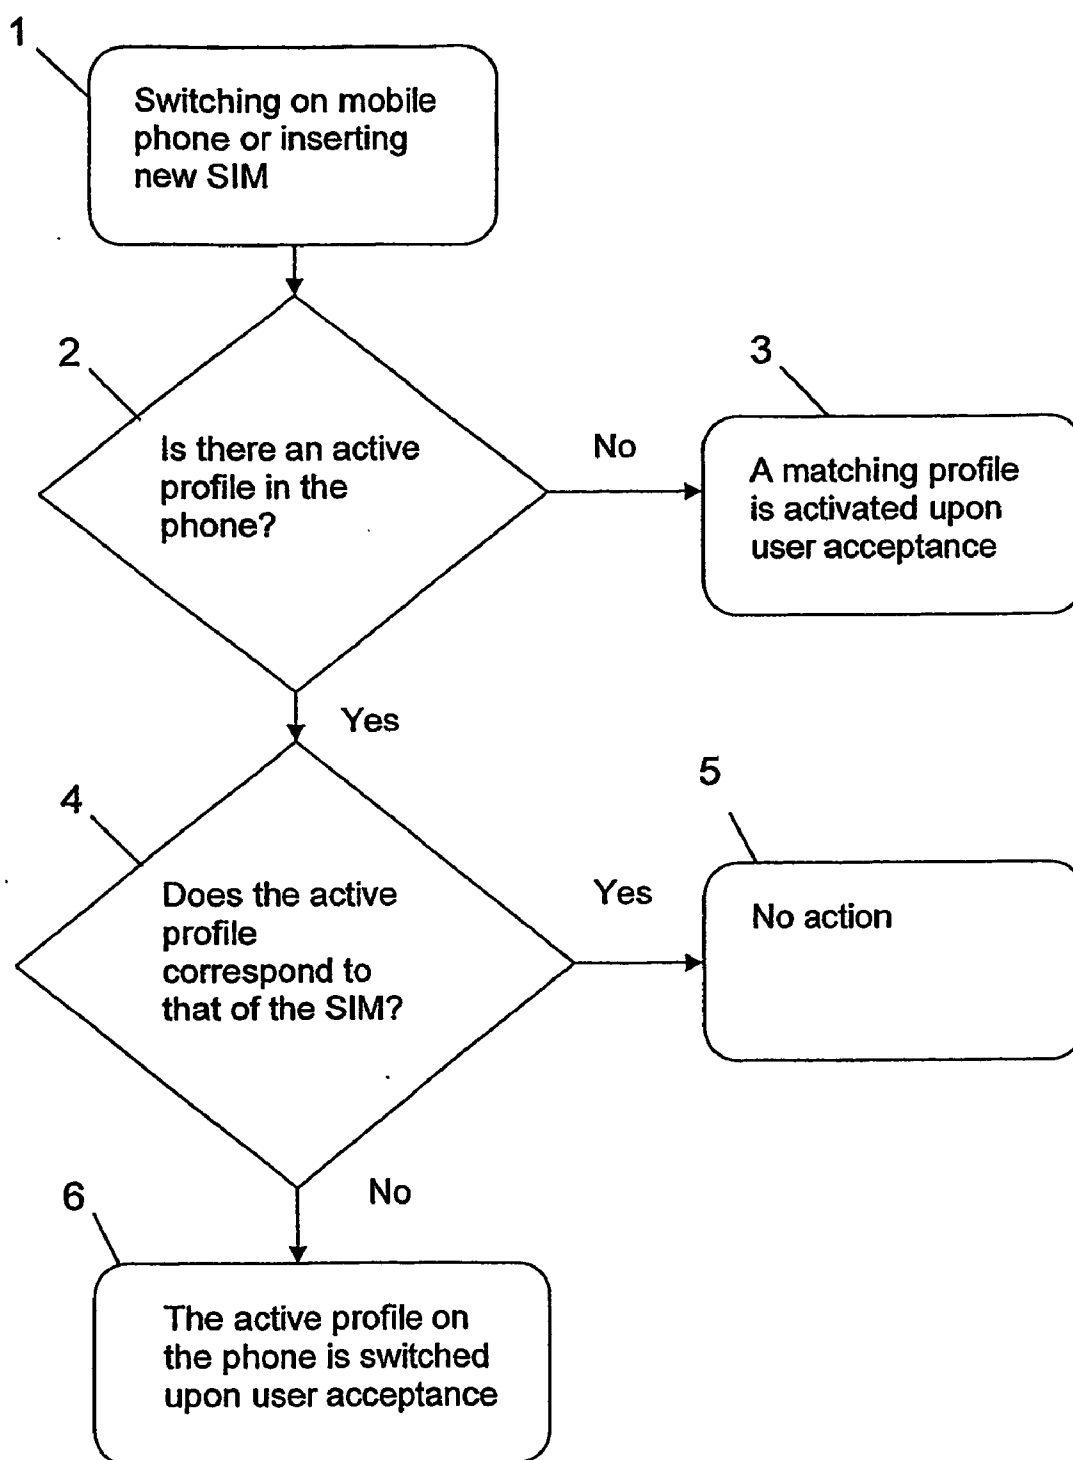 1
Switching on mobile
phone or inserting
new SIM
2
Is there an active
profile in the
phone?
No
3
A matching profile
is activated upon
user acceptance
Yes
4
Does the active
profile
correspond to
that of the SIM?
Yes
5
No action
No
6
The active profile on
the phone is switched
upon user acceptance